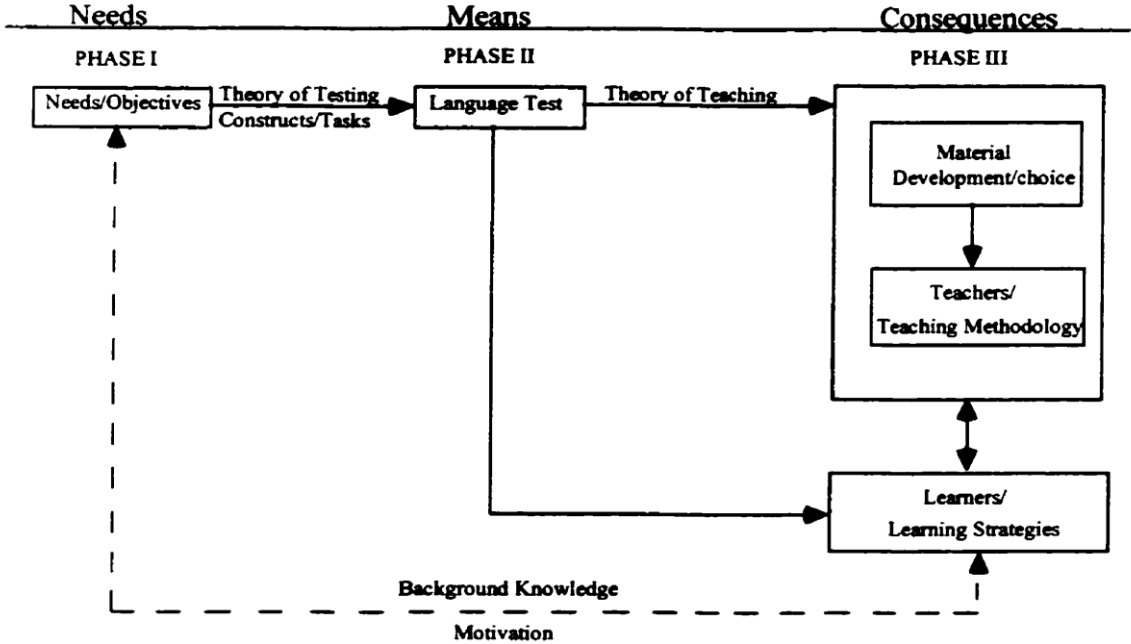 Needs
Means
Consequences
PHASE I
PHASE II
PHASE III
Needs/Objectives
Theory of Testing
Constructs/Tasks
Language Test
Theory of Teaching
Material
Development/choice
Teachers/
Teaching Methodology
Learners/
Learning Strategies
Background Knowledge
Motivation